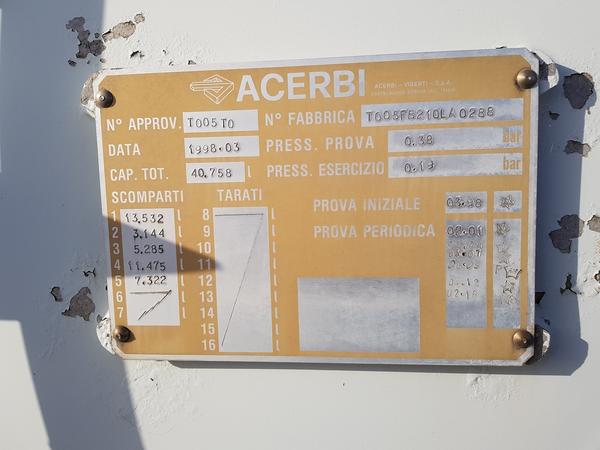 ACERBI
ACERBI - VIBERTI - S.p.A.
N° APPROV. T005TO N° FABBRICA T005FB210LA0288
DATA 1998·03 PRESS. PROVA 0.38 bar
CAP. TOT. 40.758 l PRESS. ESERCIZIO 0.19 bar
SCOMPARTI TARATI
PROVA INIZIALE 03.98
PROVA PERIODICA 02.01
1 13.532 l 8 l
2 3.144 l 9 l
3 5.285 l 10 l
4 11.475 l 11 l
5 7.322 l 12 l
6 l 13 l
7 l 14 l
15 l
16 l